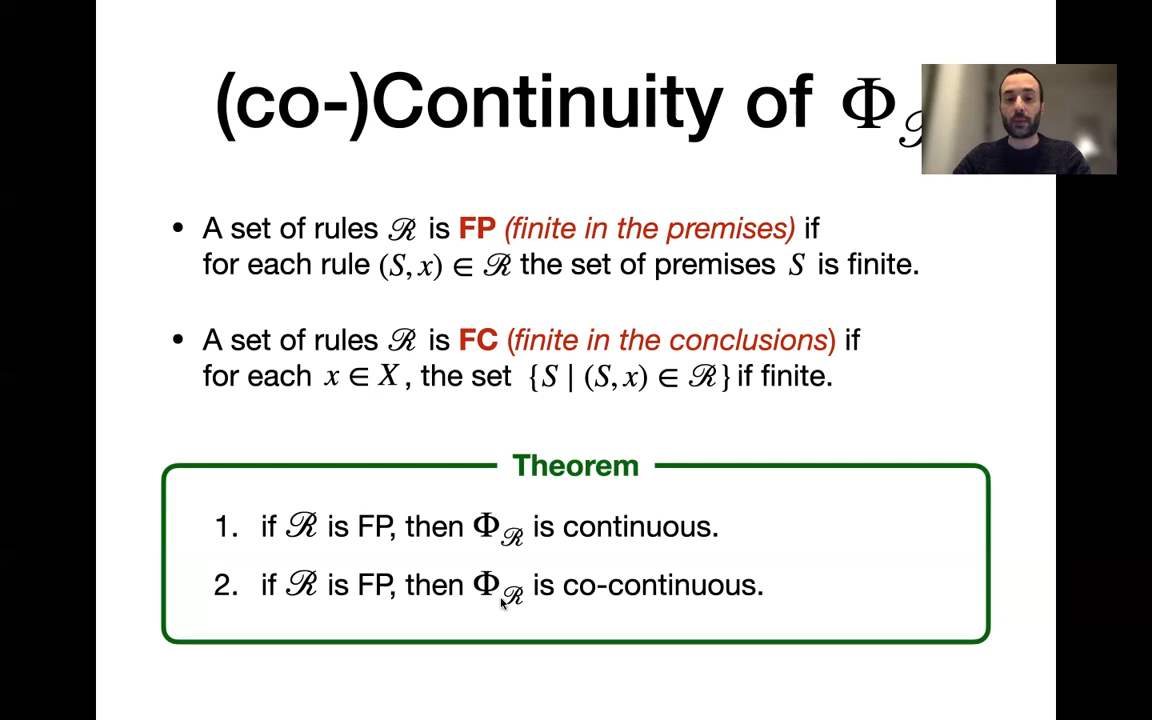 (co-)Continuity of Φ
• A set of rules ℛ is FP (finite in the premises) if
for each rule (S, x) ∈ ℛ the set of premises S is finite.
• A set of rules ℛ is FC (finite in the conclusions) if
for each x ∈ X , the set {S | (S, x) ∈ ℛ} if finite.
Theorem
1. if ℛ is FP, then Φ_ℛ is continuous.
2. if ℛ is FP, then Φ_ℛ is co-continuous.